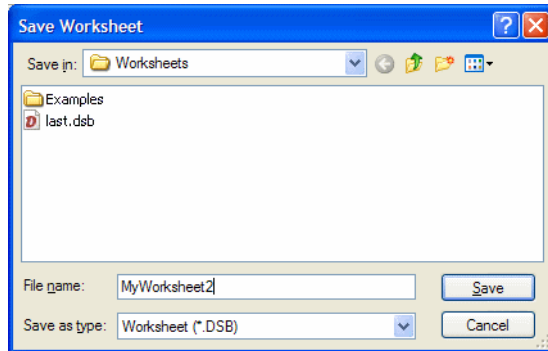 Save Worksheet
Save in: Worksheets
Examples
last.dsb
File name: MyWorksheet2 Save
Save as type: Worksheet (*.DSB) Cancel